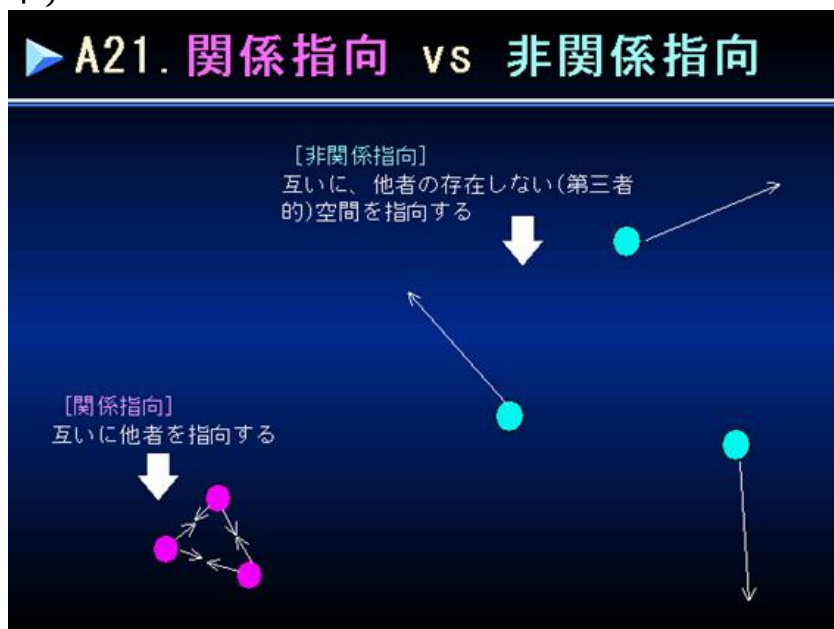 A21.関係指向 vs 非関係指向
[非関係指向]
互いに、他者の存在しない(第三者
的)空間を指向する
[関係指向]
互いに他者を指向する